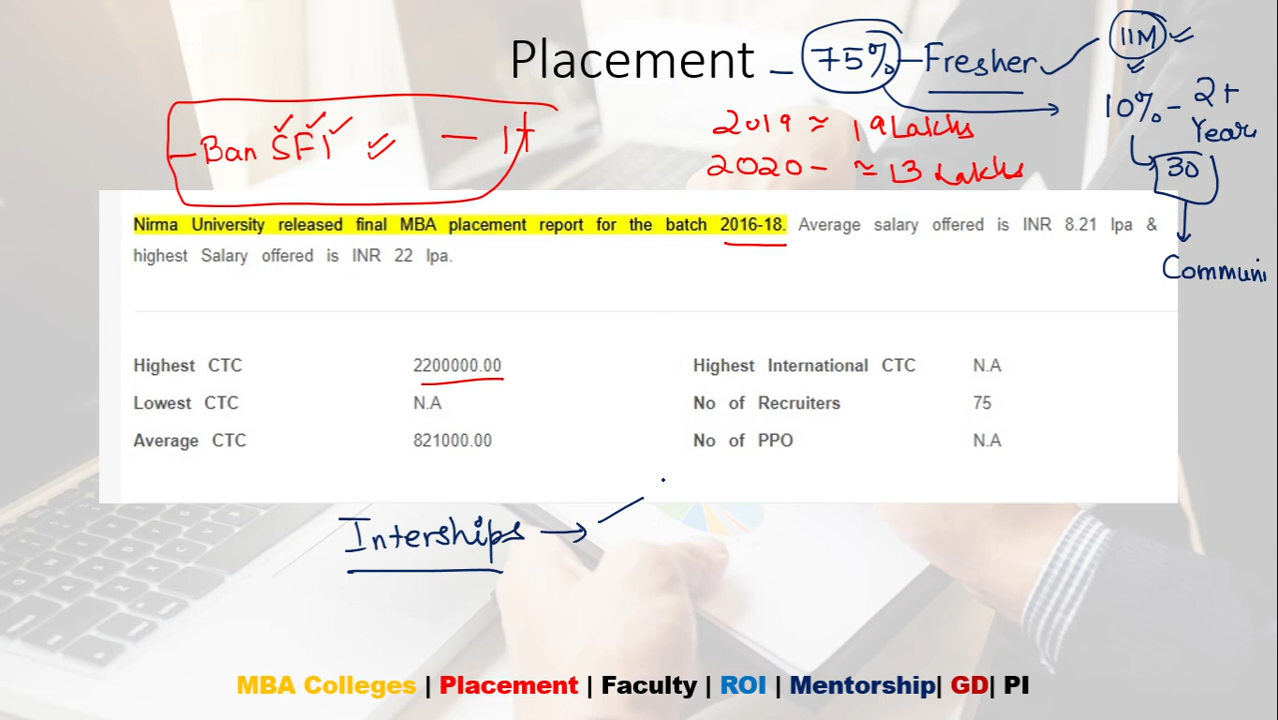 Placement – 75% – Fresher
IIM
10% – 2+
Year
30
Communi
– Ban SFI – 1+
2019 ≈ 19 Lakhs
2020 – ≈ 13 Lakhs
Nirma University released final MBA placement report for the batch 2016-18. Average salary offered is INR 8.21 lpa &
highest Salary offered is INR 22 lpa.
Highest CTC 2200000.00 Highest International CTC N.A
Lowest CTC N.A No of Recruiters 75
Average CTC 821000.00 No of PPO N.A
Interships →
MBA Colleges | Placement | Faculty | ROI | Mentorship| GD| PI